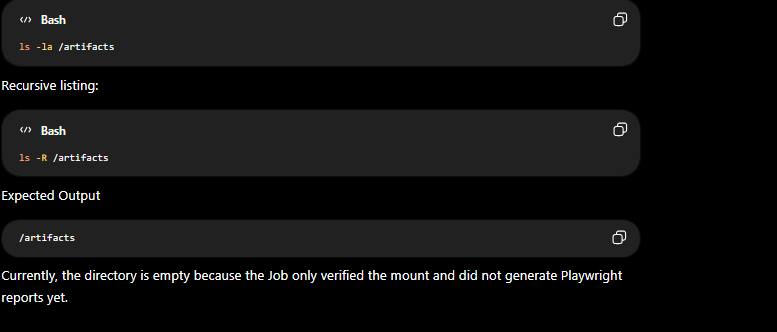 Bash
ls -la /artifacts
Recursive listing:
Bash
ls -R /artifacts
Expected Output
/artifacts
Currently, the directory is empty because the Job only verified the mount and did not generate Playwright
reports yet.